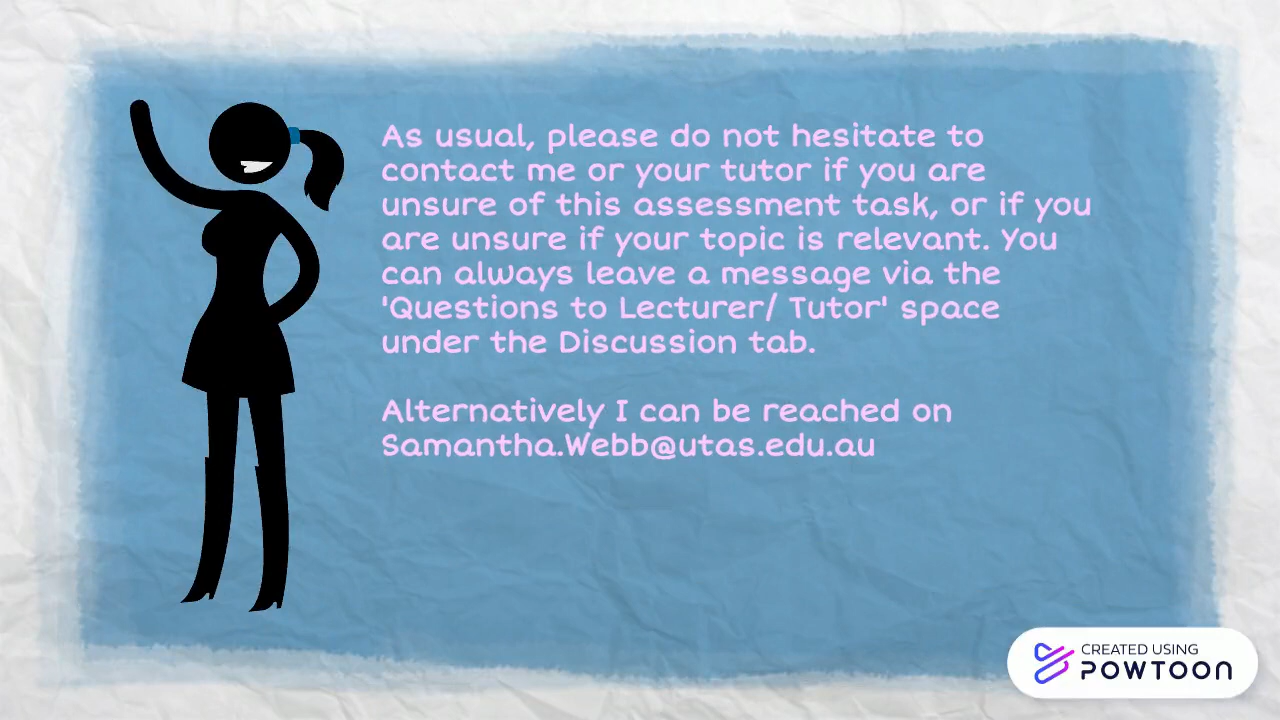 As usual, please do not hesitate to
contact me or your tutor if you are
unsure of this assessment task, or if you
are unsure if your topic is relevant. You
can always leave a message via the
'Questions to Lecturer/ Tutor' space
under the Discussion tab.
Alternatively I can be reached on
Samantha.Webb@utas.edu.au
CREATED USING
POWTOON